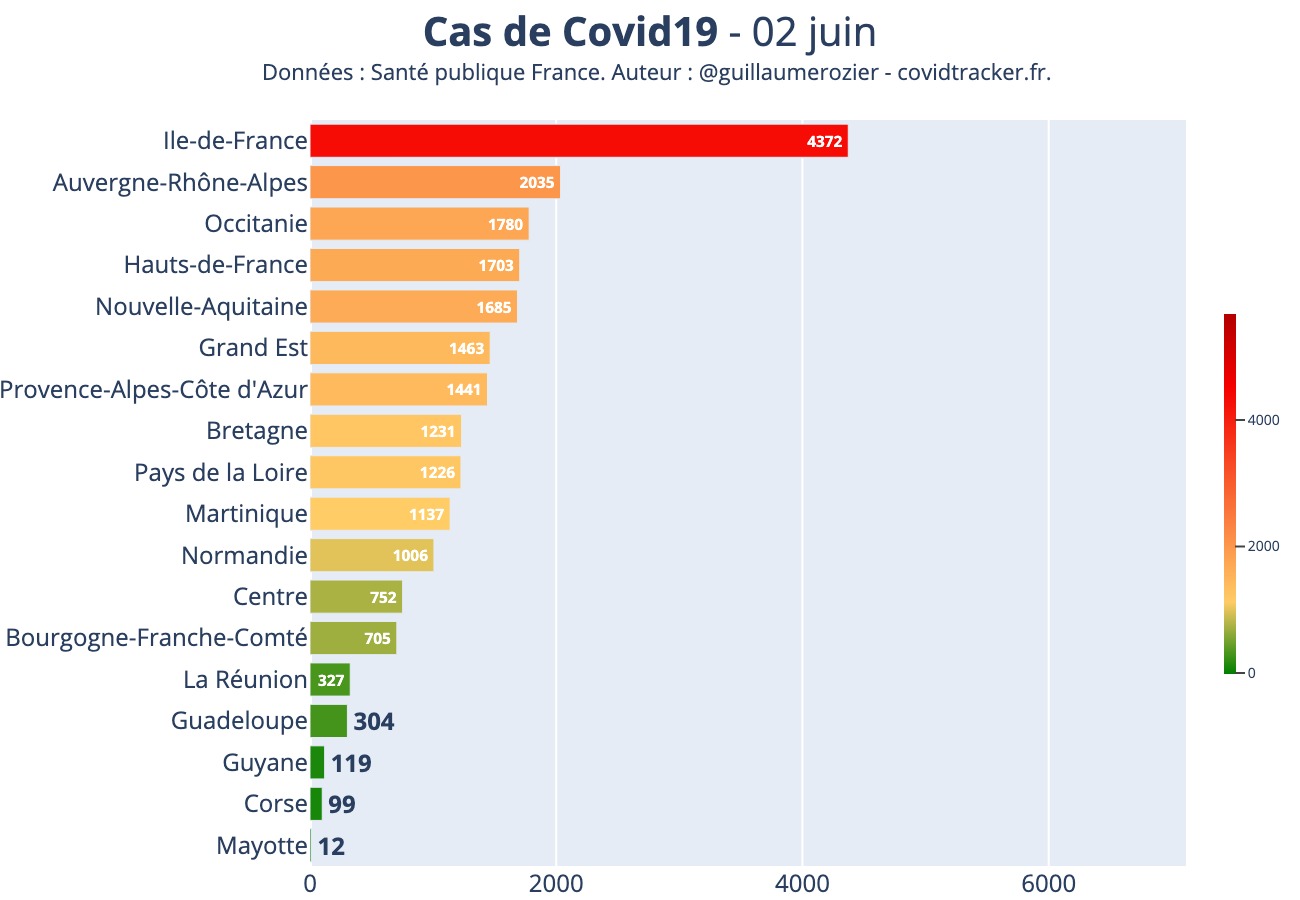 Cas de Covid19 - 02 juin
Données : Santé publique France. Auteur : @guillaumerozier - covidtracker.fr.
Ile-de-France 4372
Auvergne-Rhône-Alpes 2035
Occitanie 1780
Hauts-de-France 1703
Nouvelle-Aquitaine 1685
Grand Est 1463
Provence-Alpes-Côte d'Azur 1441
Bretagne 1231
Pays de la Loire 1226
Martinique 1137
Normandie 1006
Centre 752
Bourgogne-Franche-Comté 705
La Réunion 327
Guadeloupe 304
Guyane 119
Corse 99
Mayotte 12
0 2000 4000 6000
4000
2000
0